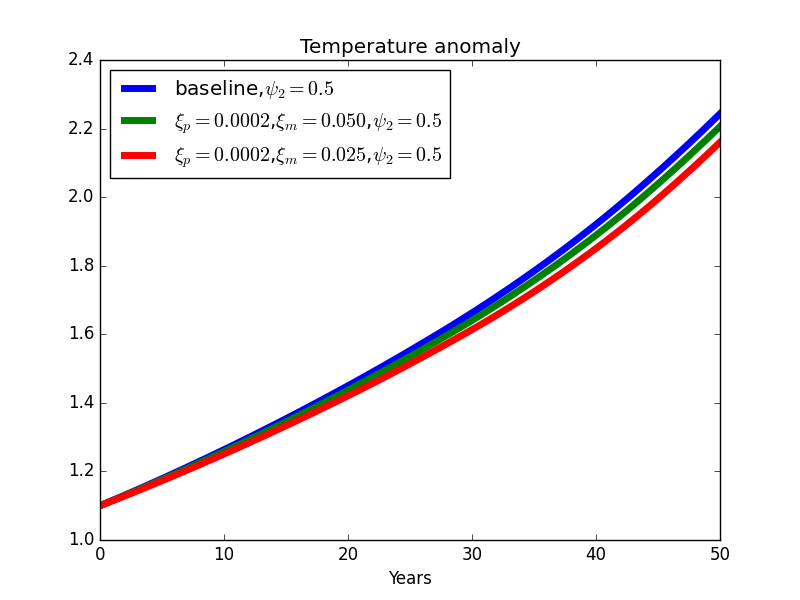 Temperature anomaly
2.4
2.2
2.0
1.8
1.6
1.4
1.2
1.0
baseline,ψ₂ = 0.5
ξₚ = 0.0002,ξₘ = 0.050,ψ₂ = 0.5
ξₚ = 0.0002,ξₘ = 0.025,ψ₂ = 0.5
0 10 20 30 40 50
Years